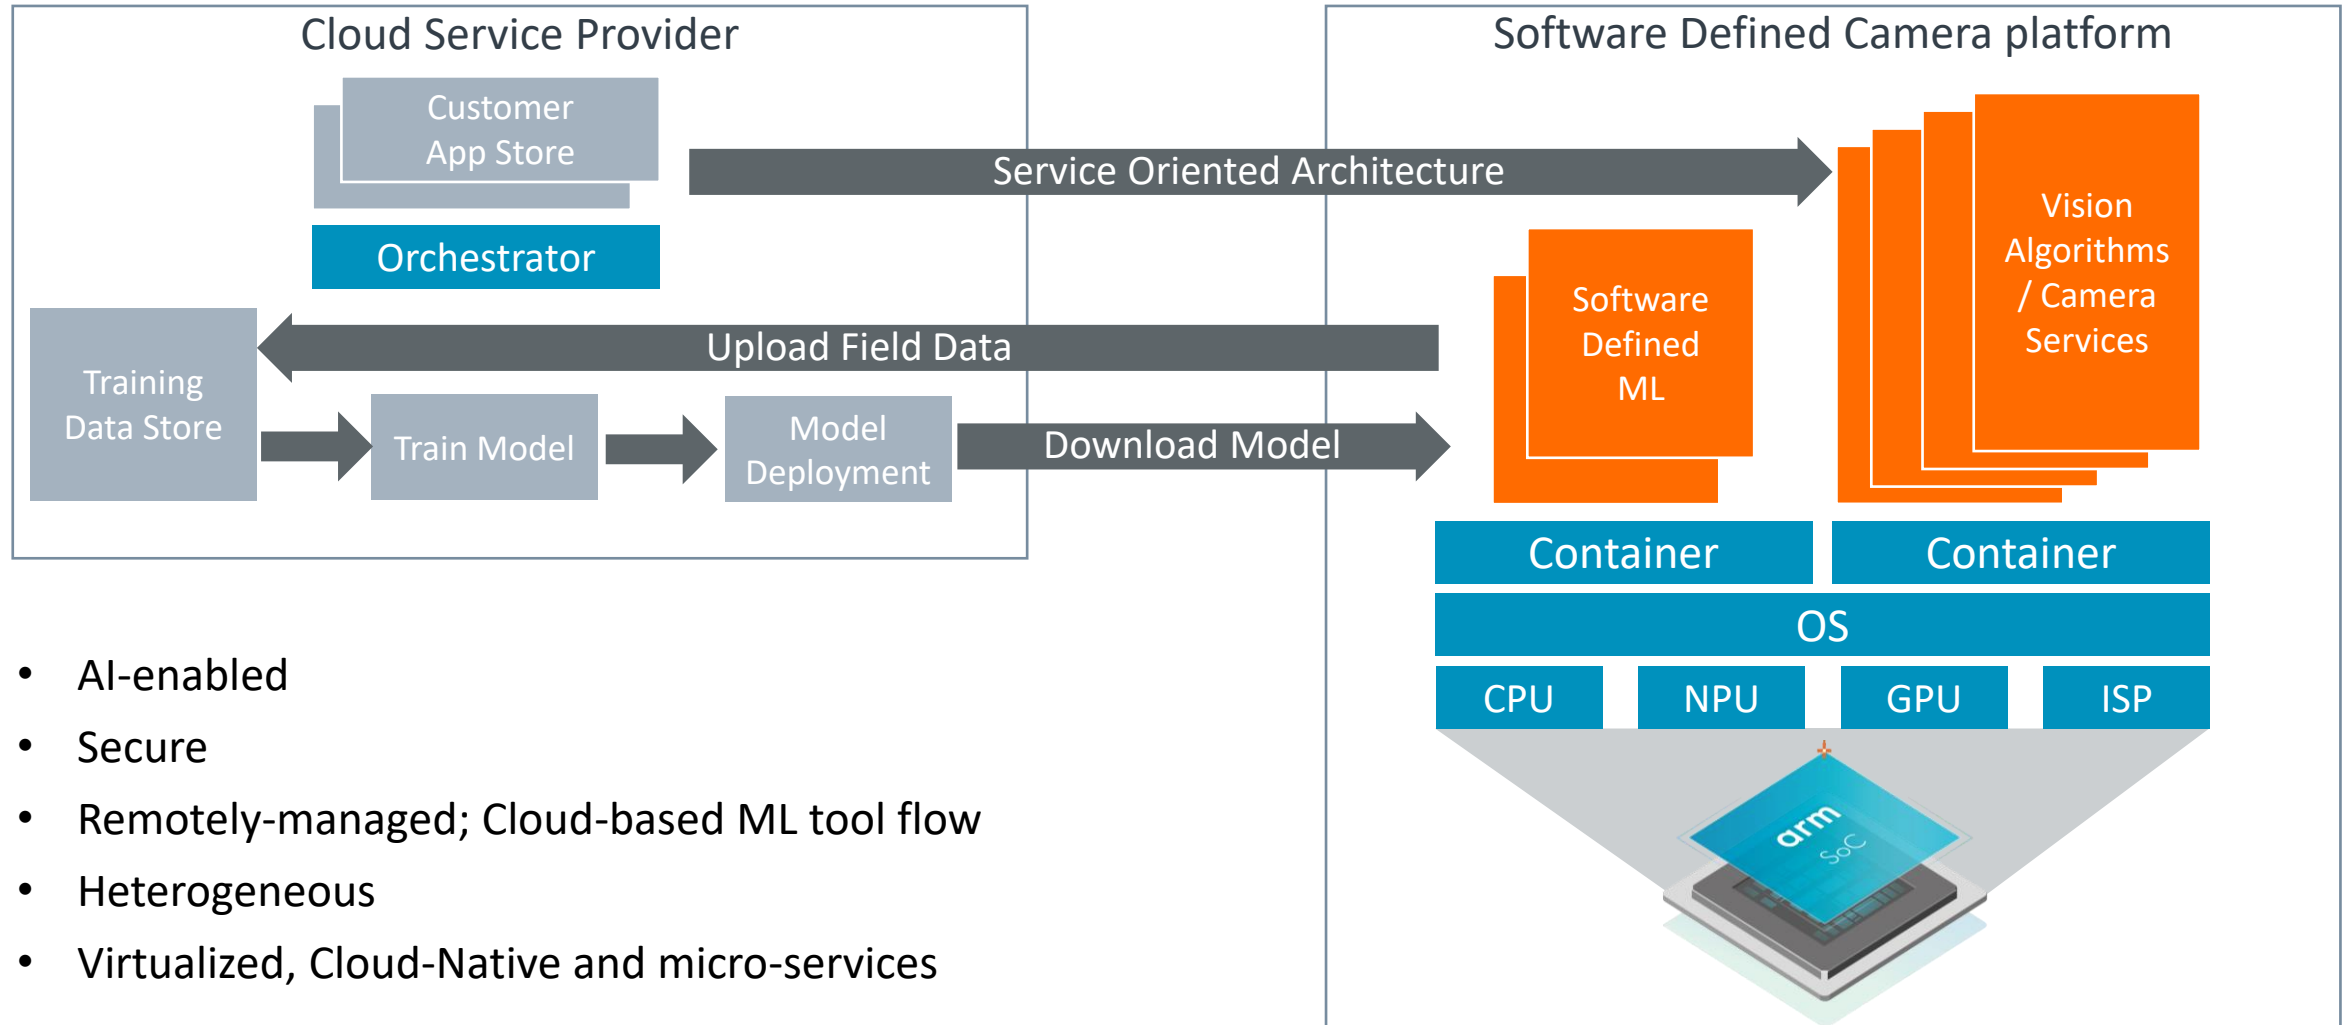 Cloud Service Provider
Customer
App Store
Orchestrator
Service Oriented Architecture
Upload Field Data
Training
Data Store
Train Model
Model
Deployment
Download Model
Software Defined Camera platform
Software
Defined
ML
Vision
Algorithms
/ Camera
Services
Container
Container
OS
CPU
NPU
GPU
ISP
arm
SoC
• AI-enabled
• Secure
• Remotely-managed; Cloud-based ML tool flow
• Heterogeneous
• Virtualized, Cloud-Native and micro-services